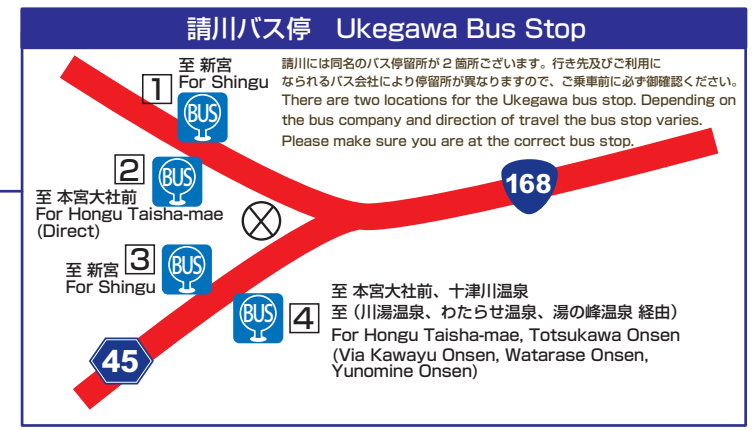 請川バス停 Ukegawa Bus Stop
請川には同名のバス停留所が2箇所ございます。行き先及びご利用に
なられるバス会社により停留所が異なりますので、ご乗車前に必ず御確認ください。
There are two locations for the Ukegawa bus stop. Depending on
the bus company and direction of travel the bus stop varies.
Please make sure you are at the correct bus stop.
至 新宮
For Shingu
1
BUS
2
BUS
至 本宮大社前
For Hongu Taisha-mae
(Direct)
168
至 新宮
For Shingu
3
BUS
BUS
4
至 本宮大社前、十津川温泉
至 (川湯温泉、わたらせ温泉、湯の峰温泉 経由)
For Hongu Taisha-mae, Totsukawa Onsen
(Via Kawayu Onsen, Watarase Onsen,
Yunomine Onsen)
45